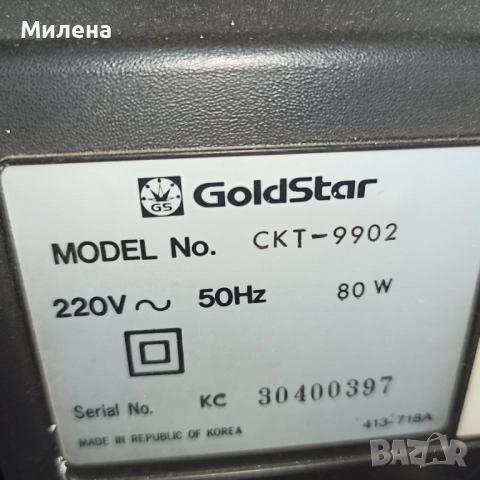 Милена
GS GoldStar
MODEL No. CKT-9902
220V ~ 50Hz 80 W
Serial No. KC 30400397
413-718A
MADE IN REPUBLIC OF KOREA
BAZAR